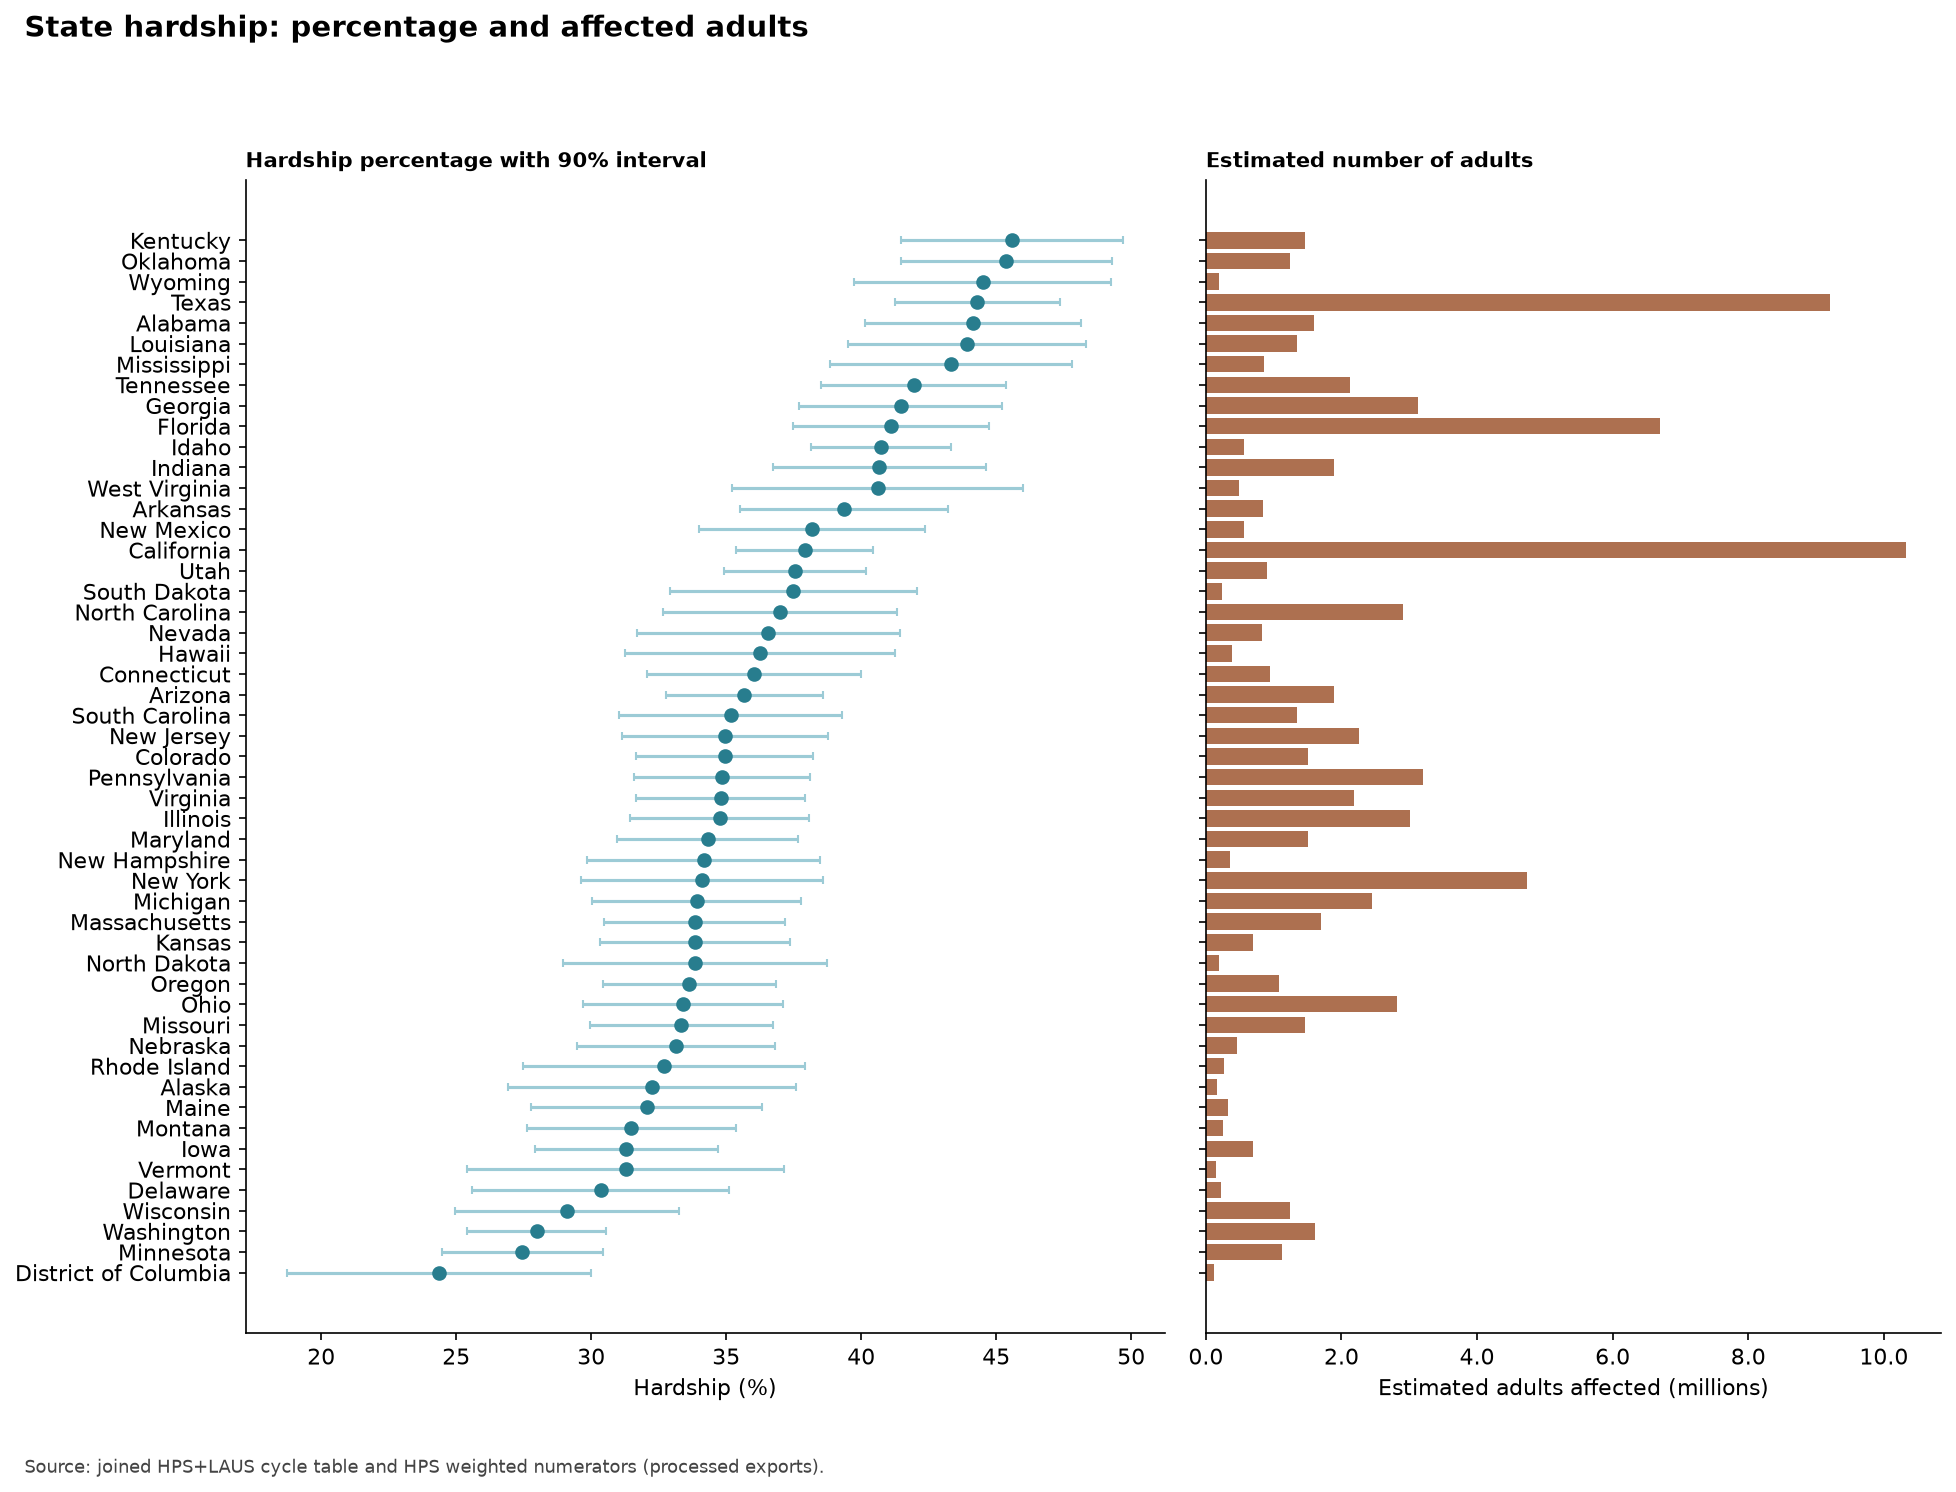 State hardship: percentage and affected adults
Hardship percentage with 90% interval
Estimated number of adults
Kentucky
Oklahoma
Wyoming
Texas
Alabama
Louisiana
Mississippi
Tennessee
Georgia
Florida
Idaho
Indiana
West Virginia
Arkansas
New Mexico
California
Utah
South Dakota
North Carolina
Nevada
Hawaii
Connecticut
Arizona
South Carolina
New Jersey
Colorado
Pennsylvania
Virginia
Illinois
Maryland
New Hampshire
New York
Michigan
Massachusetts
Kansas
North Dakota
Oregon
Ohio
Missouri
Nebraska
Rhode Island
Alaska
Maine
Montana
Iowa
Vermont
Delaware
Wisconsin
Washington
Minnesota
District of Columbia
20 25 30 35 40 45 50
0.0 2.0 4.0 6.0 8.0 10.0
Hardship (%)
Estimated adults affected (millions)
Source: joined HPS+LAUS cycle table and HPS weighted numerators (processed exports).